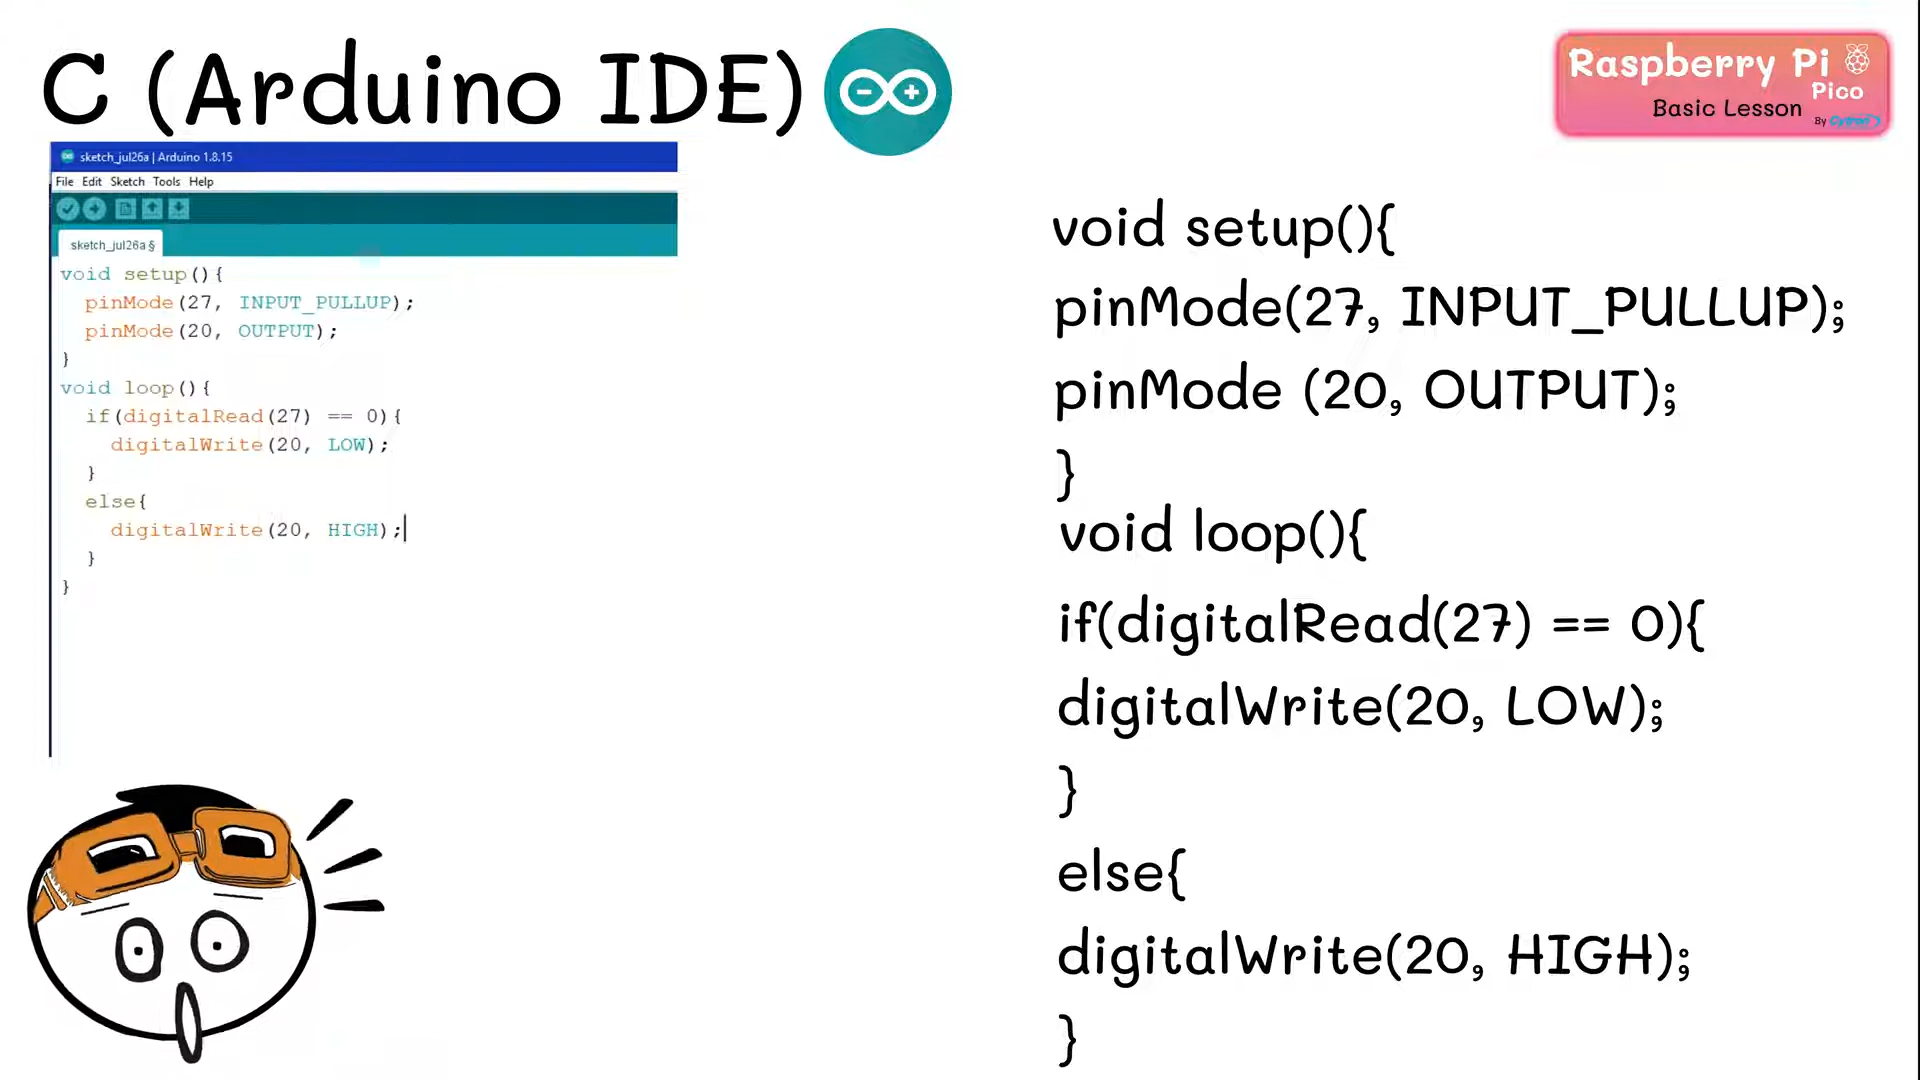 C (Arduino IDE)
Raspberry Pi
Pico
Basic Lesson
By Cytron
sketch_jul26a | Arduino 1.8.15
File Edit Sketch Tools Help
sketch_jul26a §
void setup(){
pinMode(27, INPUT_PULLUP);
pinMode(20, OUTPUT);
}
void loop(){
if(digitalRead(27) == 0){
digitalWrite(20, LOW);
}
else{
digitalWrite(20, HIGH);
}
}
void setup(){
pinMode(27, INPUT_PULLUP);
pinMode (20, OUTPUT);
}
void loop(){
if(digitalRead(27) == 0){
digitalWrite(20, LOW);
}
else{
digitalWrite(20, HIGH);
}